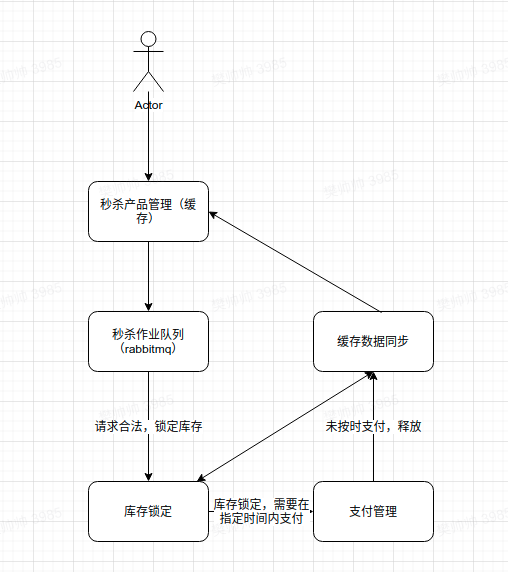 Actor
秒杀产品管理（缓
存）
秒杀作业队列
（rabbitmq）
缓存数据同步
请求合法，锁定库存
未按时支付，释放
库存锁定
库存锁定，需要在
指定时间内支付
支付管理